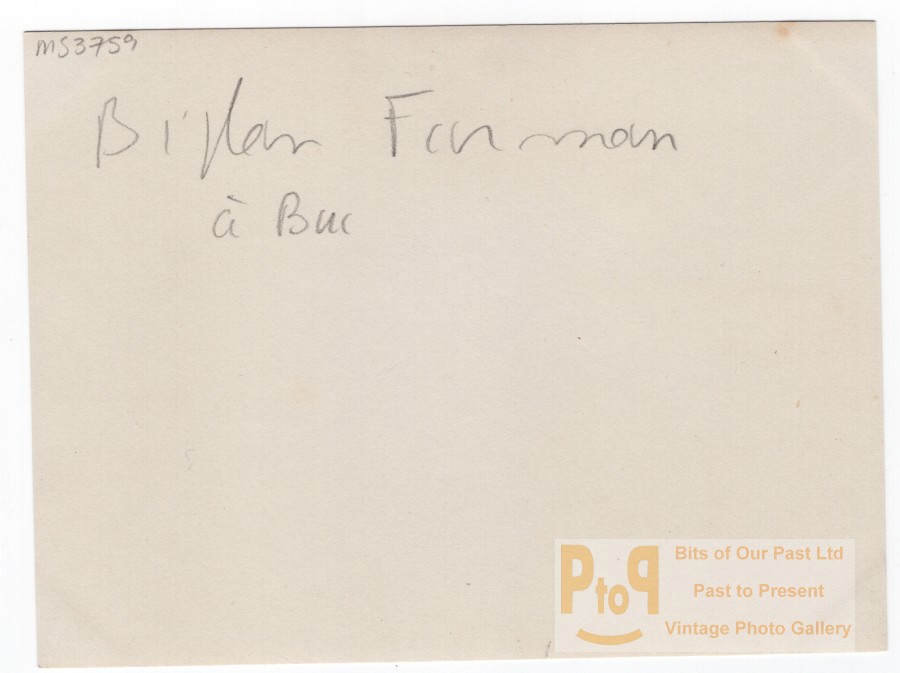 MS3759
Biplan Farman
à Buc
PtoP
Bits of Our Past Ltd
Past to Present
Vintage Photo Gallery